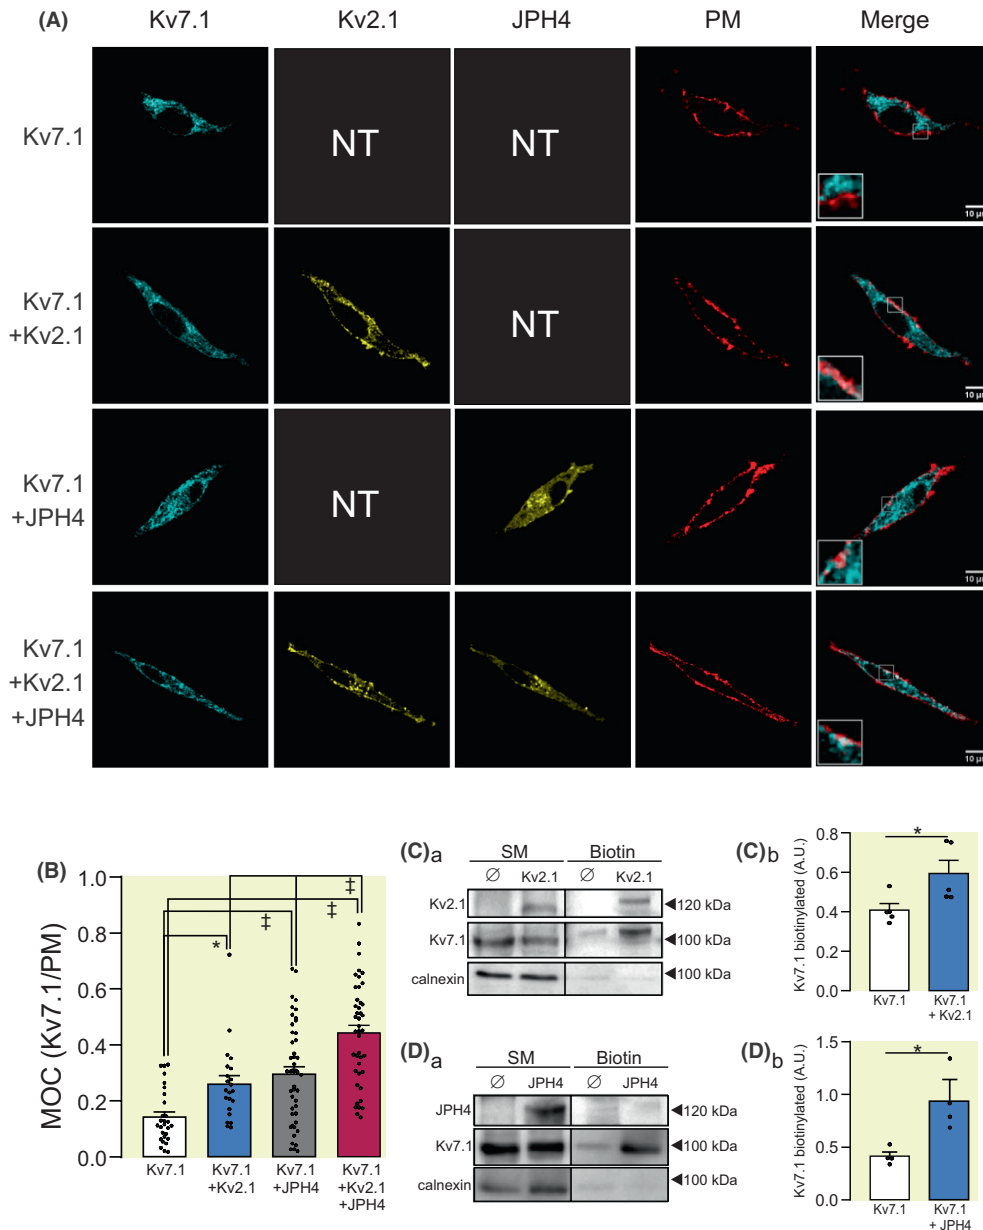 (A) Kv7.1 Kv2.1 JPH4 PM Merge
Kv7.1
NT NT
10 µm
Kv7.1
+Kv2.1
NT
10 µm
Kv7.1
+JPH4
NT
10 µm
Kv7.1
+Kv2.1
+JPH4
10 µm
(B)
MOC (Kv7.1/PM)
1.0
0.8
0.6
0.4
0.2
0.0
* ‡ ‡ ‡
Kv7.1 Kv7.1 Kv7.1 Kv7.1
+Kv2.1 +JPH4 +Kv2.1
+JPH4
(C)a
SM Biotin
∅ Kv2.1 ∅ Kv2.1
Kv2.1 120 kDa
Kv7.1 100 kDa
calnexin 100 kDa
(C)b
Kv7.1 biotinylated (A.U.)
0.8
0.6
0.4
0.2
0.0
*
Kv7.1 Kv7.1
+ Kv2.1
(D)a
SM Biotin
∅ JPH4 ∅ JPH4
JPH4 120 kDa
Kv7.1 100 kDa
calnexin 100 kDa
(D)b
Kv7.1 biotinylated (A.U.)
1.5
1.0
0.5
0.0
*
Kv7.1 Kv7.1
+ JPH4